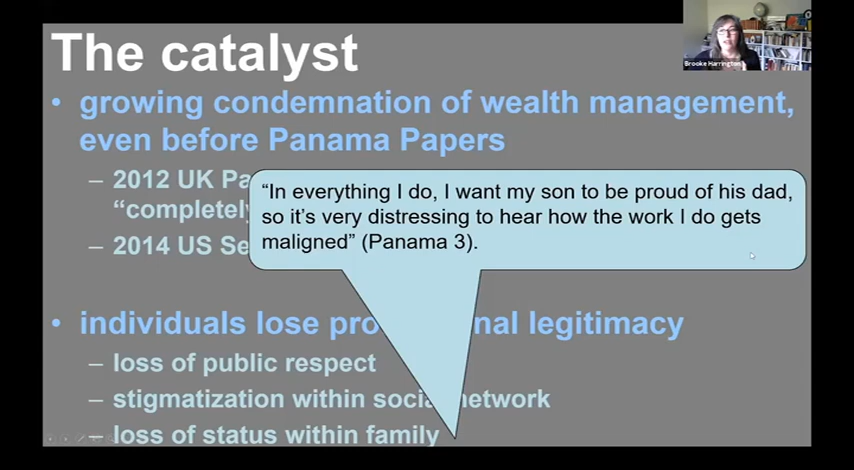 The catalyst
Brooke Harrington
• growing condemnation of wealth management,
even before Panama Papers
– 2012 UK Pa
“completely
– 2014 US Se
“In everything I do, I want my son to be proud of his dad,
so it’s very distressing to hear how the work I do gets
maligned” (Panama 3).
• individuals lose pro nal legitimacy
– loss of public respect
– stigmatization within social network
– loss of status within family